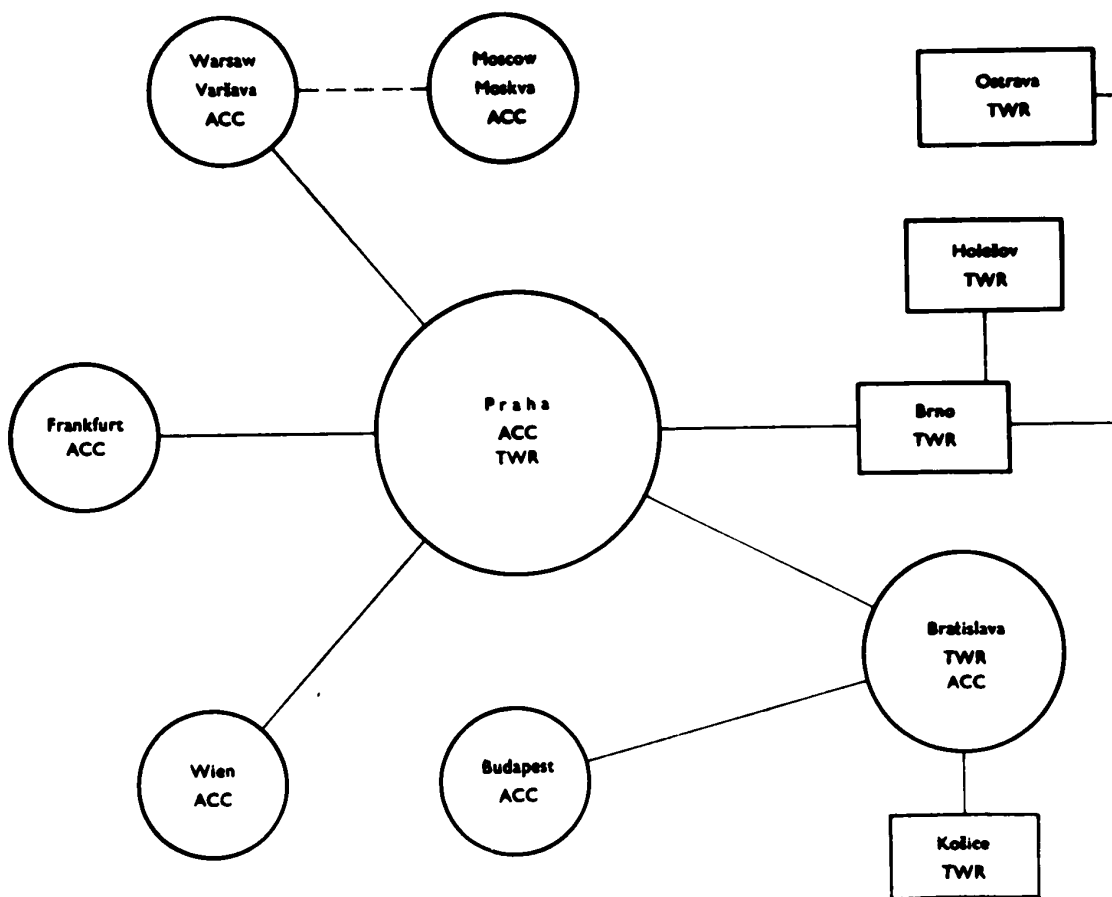 Warsaw
Varšava
ACC
Moscow
Moskva
ACC
Ostrava
TWR
Holešov
TWR
Praha
ACC
TWR
Frankfurt
ACC
Brno
TWR
Bratislava
TWR
ACC
Wien
ACC
Budapest
ACC
Košice
TWR